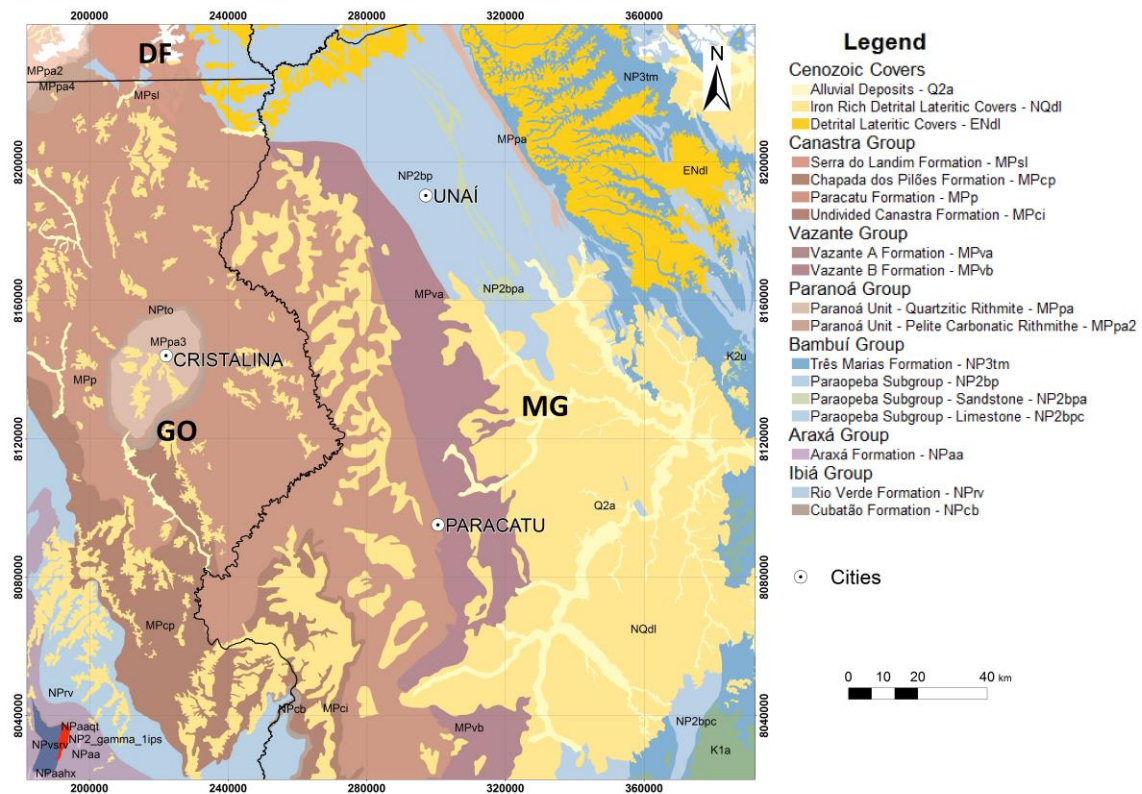 200000 240000 280000 320000 360000
DF
GO
MG
N
MPpa2
MPpa4
MPsl
NP3tm
MPpa
ENdl
8200000
8200000
NP2bp
UNAÍ
8160000
8160000
MPva
NP2bpa
NPto
MPpa3
CRISTALINA
MPp
K2u
8120000
8120000
Q2a
PARACATU
8080000
8080000
MPcp
NQdl
NPrv
NPcb
MPci
MPvb
NP2bpc
8040000
8040000
NPaaqt
NP2_gamma_1ips
NPvsrv
NPaa
NPaahx
K1a
200000 240000 280000 320000 360000
Legend
Cenozoic Covers
Alluvial Deposits - Q2a
Iron Rich Detrital Lateritic Covers - NQdl
Detrital Lateritic Covers - ENdl
Canastra Group
Serra do Landim Formation - MPsl
Chapada dos Pilões Formation - MPcp
Paracatu Formation - MPp
Undivided Canastra Formation - MPci
Vazante Group
Vazante A Formation - MPva
Vazante B Formation - MPvb
Paranoá Group
Paranoá Unit - Quartzitic Rithmite - MPpa
Paranoá Unit - Pelite Carbonatic Rithmithe - MPpa2
Bambuí Group
Três Marias Formation - NP3tm
Paraopeba Subgroup - NP2bp
Paraopeba Subgroup - Sandstone - NP2bpa
Paraopeba Subgroup - Limestone - NP2bpc
Araxá Group
Araxá Formation - NPaa
Ibiá Group
Rio Verde Formation - NPrv
Cubatão Formation - NPcb
Cities
0 10 20 40 km